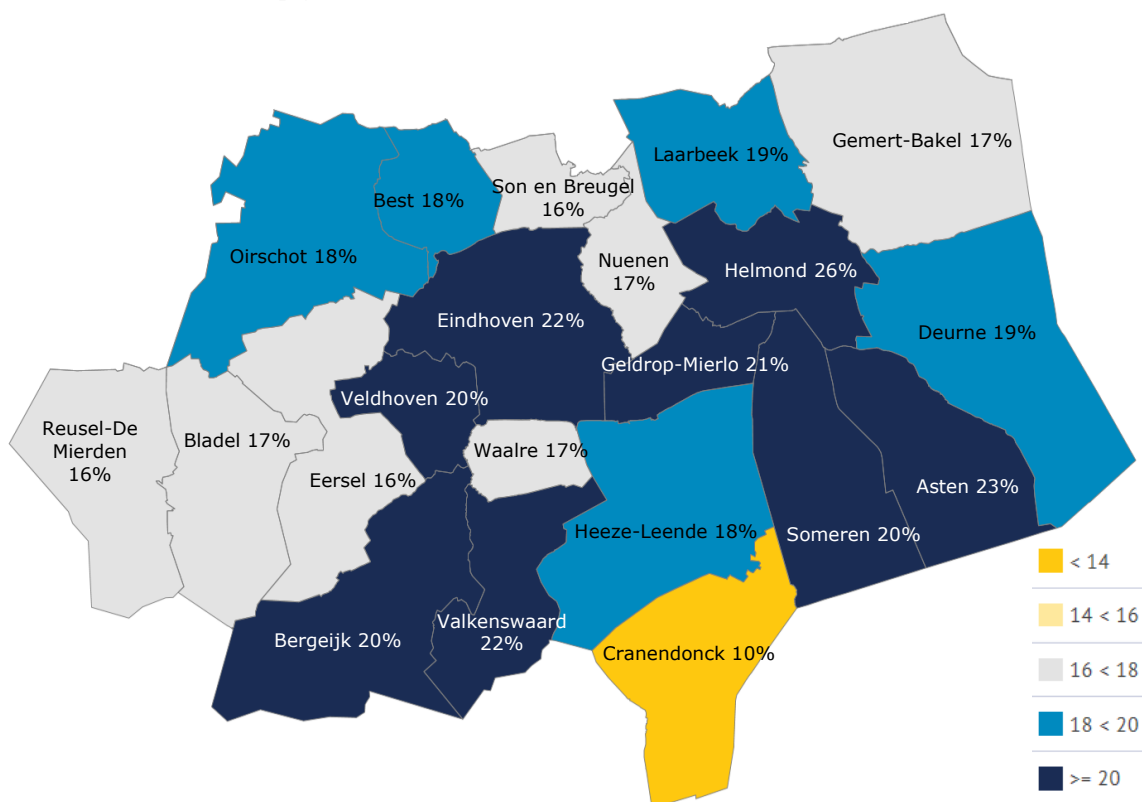 Gemert-Bakel 17%
Laarbeek 19%
Son en Breugel
16%
Best 18%
Oirschot 18%
Nuenen
17%
Helmond 26%
Eindhoven 22%
Deurne 19%
Geldrop-Mierlo 21%
Veldhoven 20%
Reusel-De
Mierden
16%
Bladel 17%
Waalre 17%
Eersel 16%
Asten 23%
Heeze-Leende 18%
Someren 20%
Bergeijk 20%
Valkenswaard
22%
Cranendonck 10%
< 14
14 < 16
16 < 18
18 < 20
>= 20